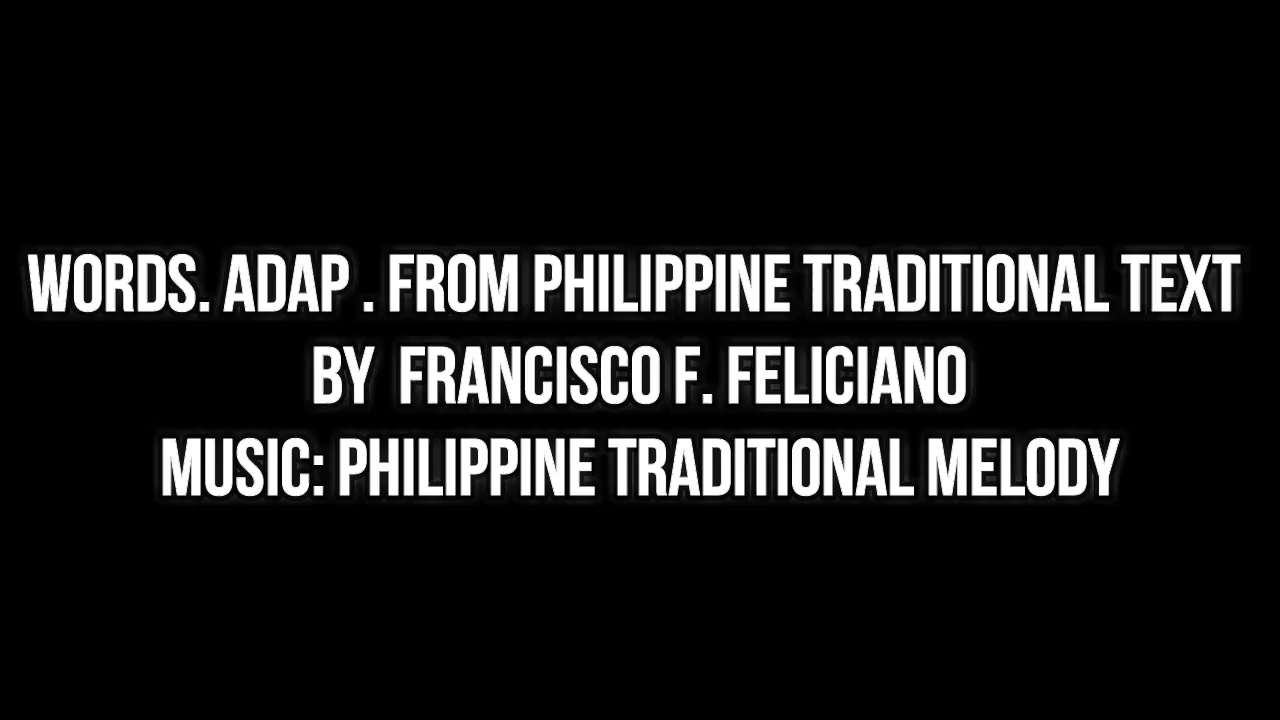 WORDS. ADAP . FROM PHILIPPINE TRADITIONAL TEXT
BY FRANCISCO F. FELICIANO
MUSIC: PHILIPPINE TRADITIONAL MELODY